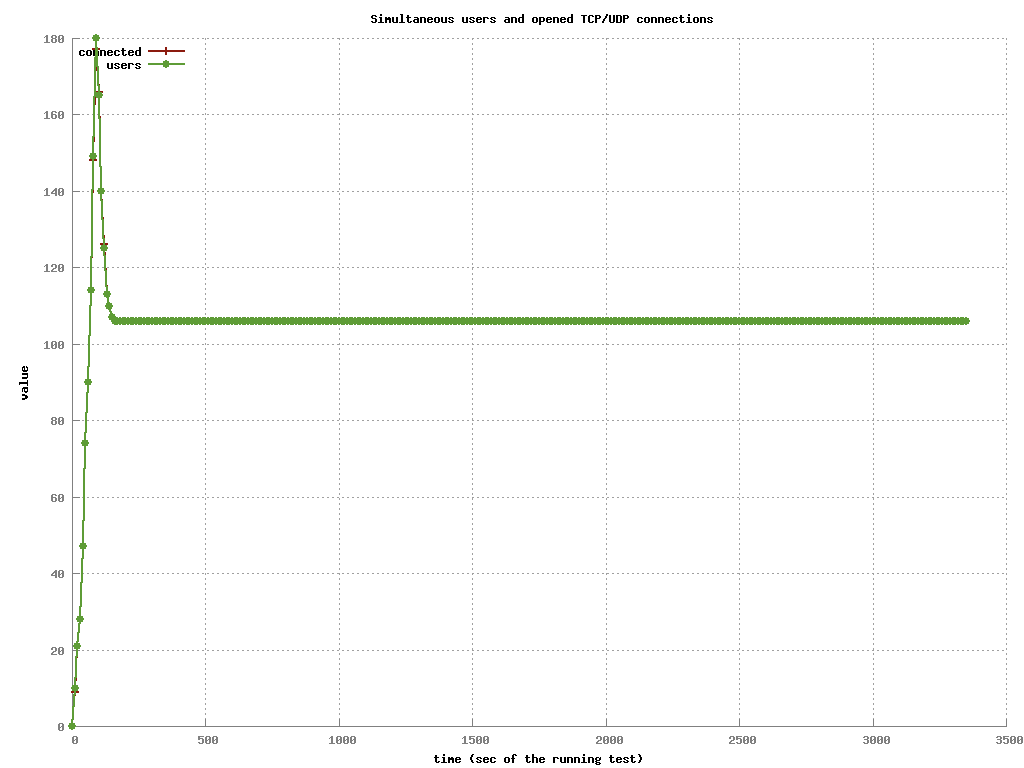 Simultaneous users and opened TCP/UDP connections
180
connected
users
160
140
120
100
value
80
60
40
20
0
0 500 1000 1500 2000 2500 3000 3500
time (sec of the running test)